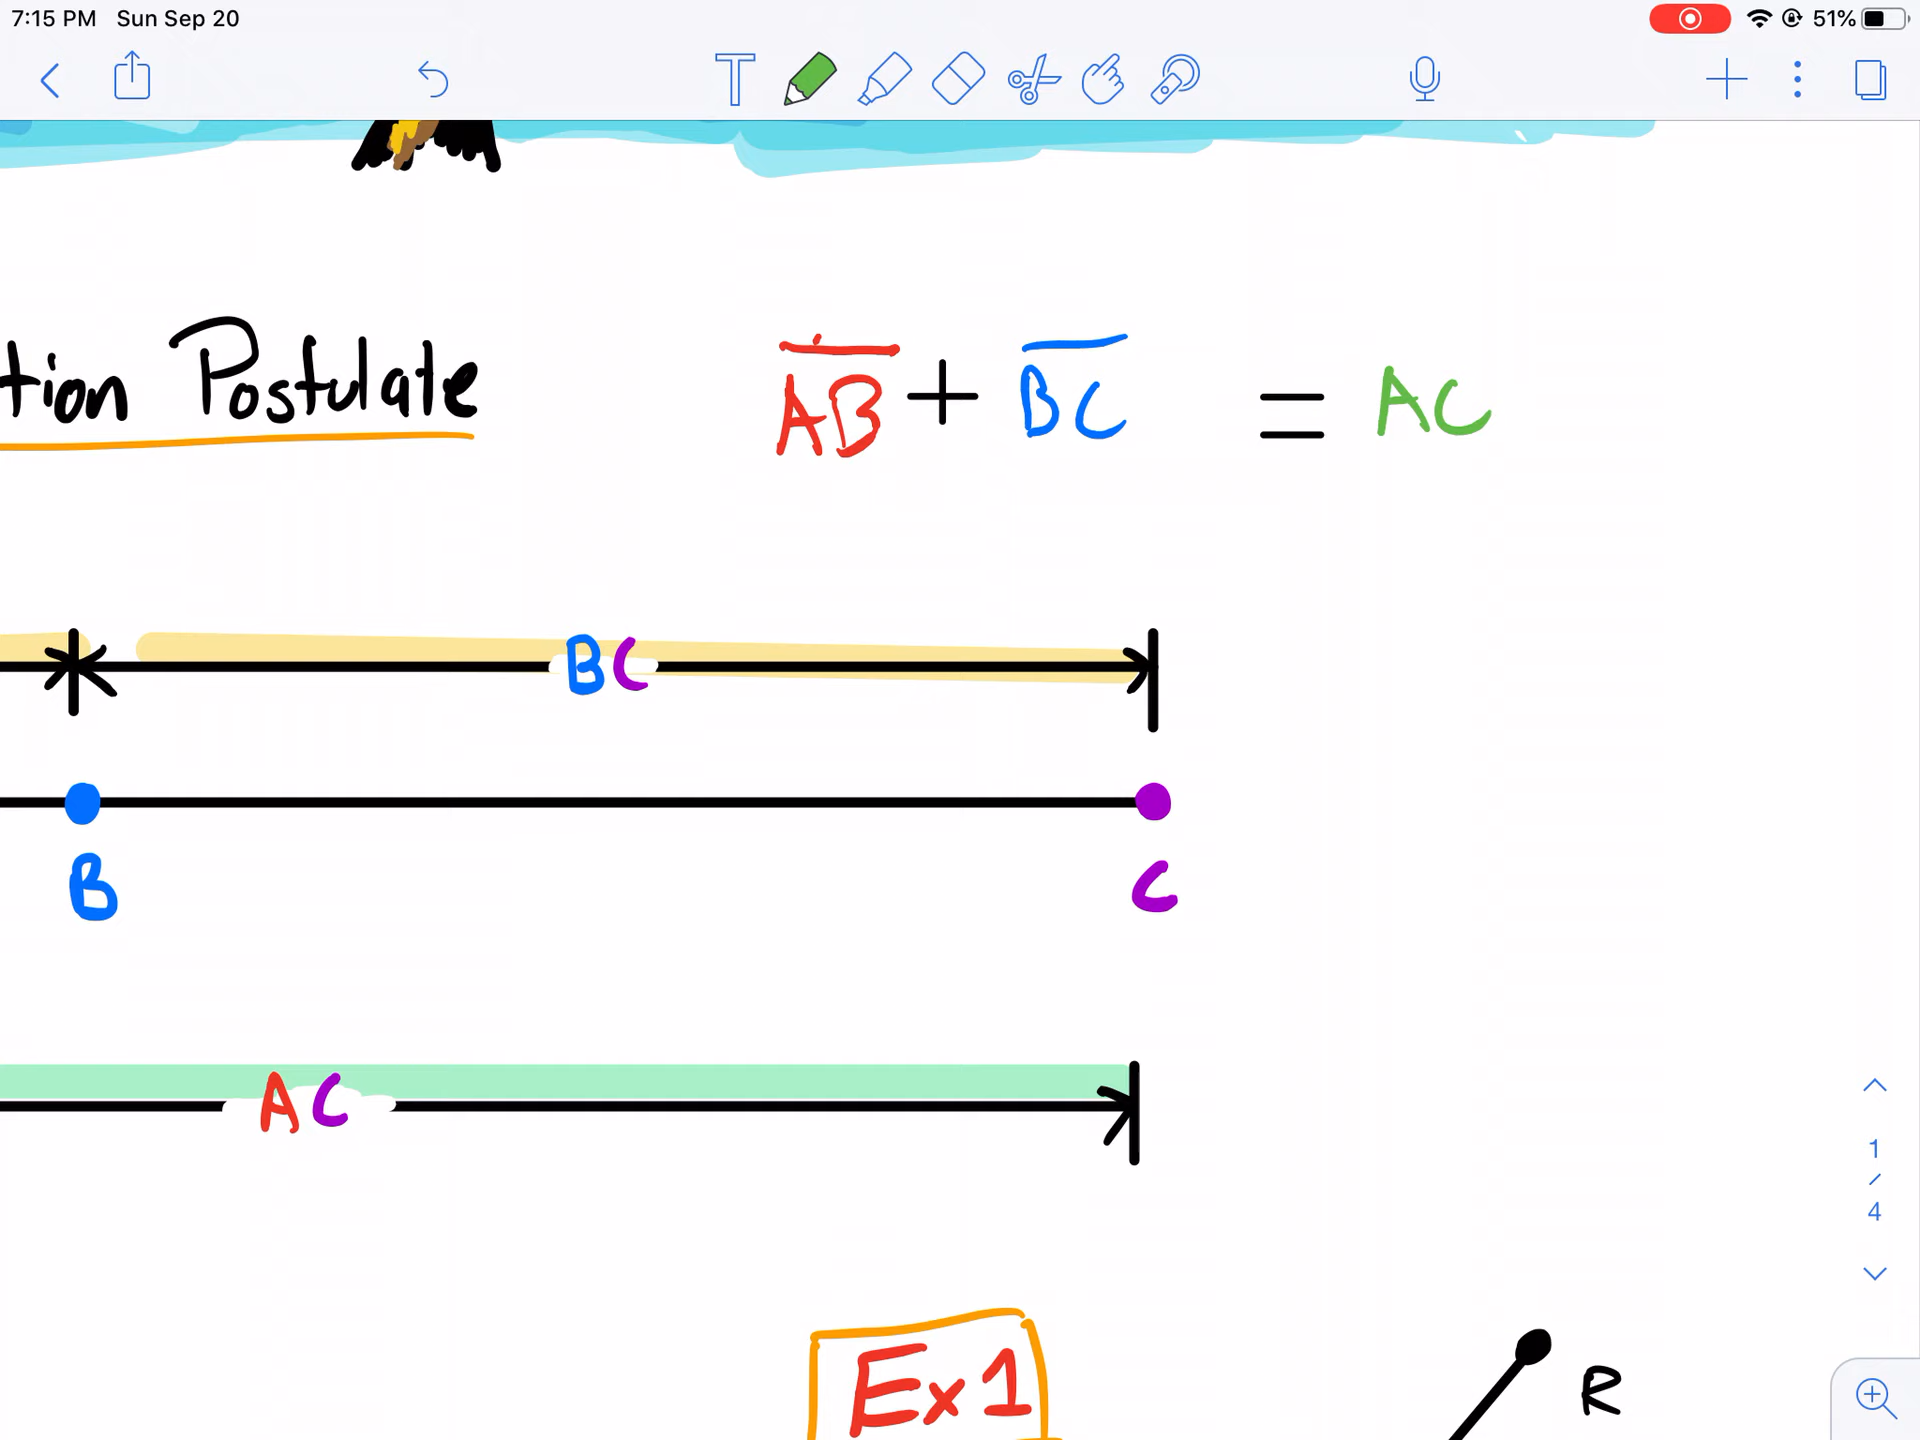 7:15 PM Sun Sep 20 51%
T
tion Postulate AB + BC = AC
BC
B C
AC
1
/
4
Ex 1
R